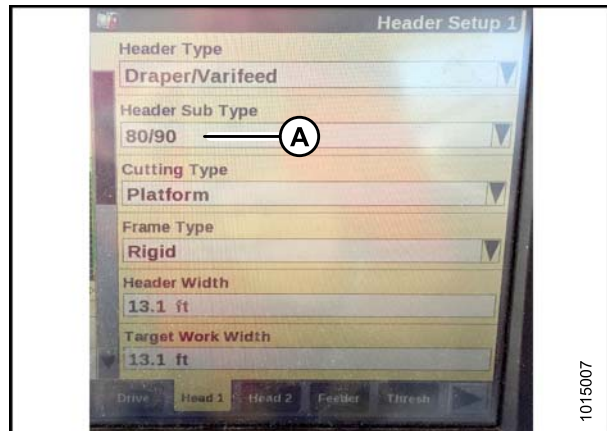 Header Setup 1
Header Type
Draper/Varifeed
Header Sub Type
80/90
A
Cutting Type
Platform
Frame Type
Rigid
Header Width
13.1 ft
Target Work Width
13.1 ft
Drive Head 1 Head 2 Feeder Thresh
1015007